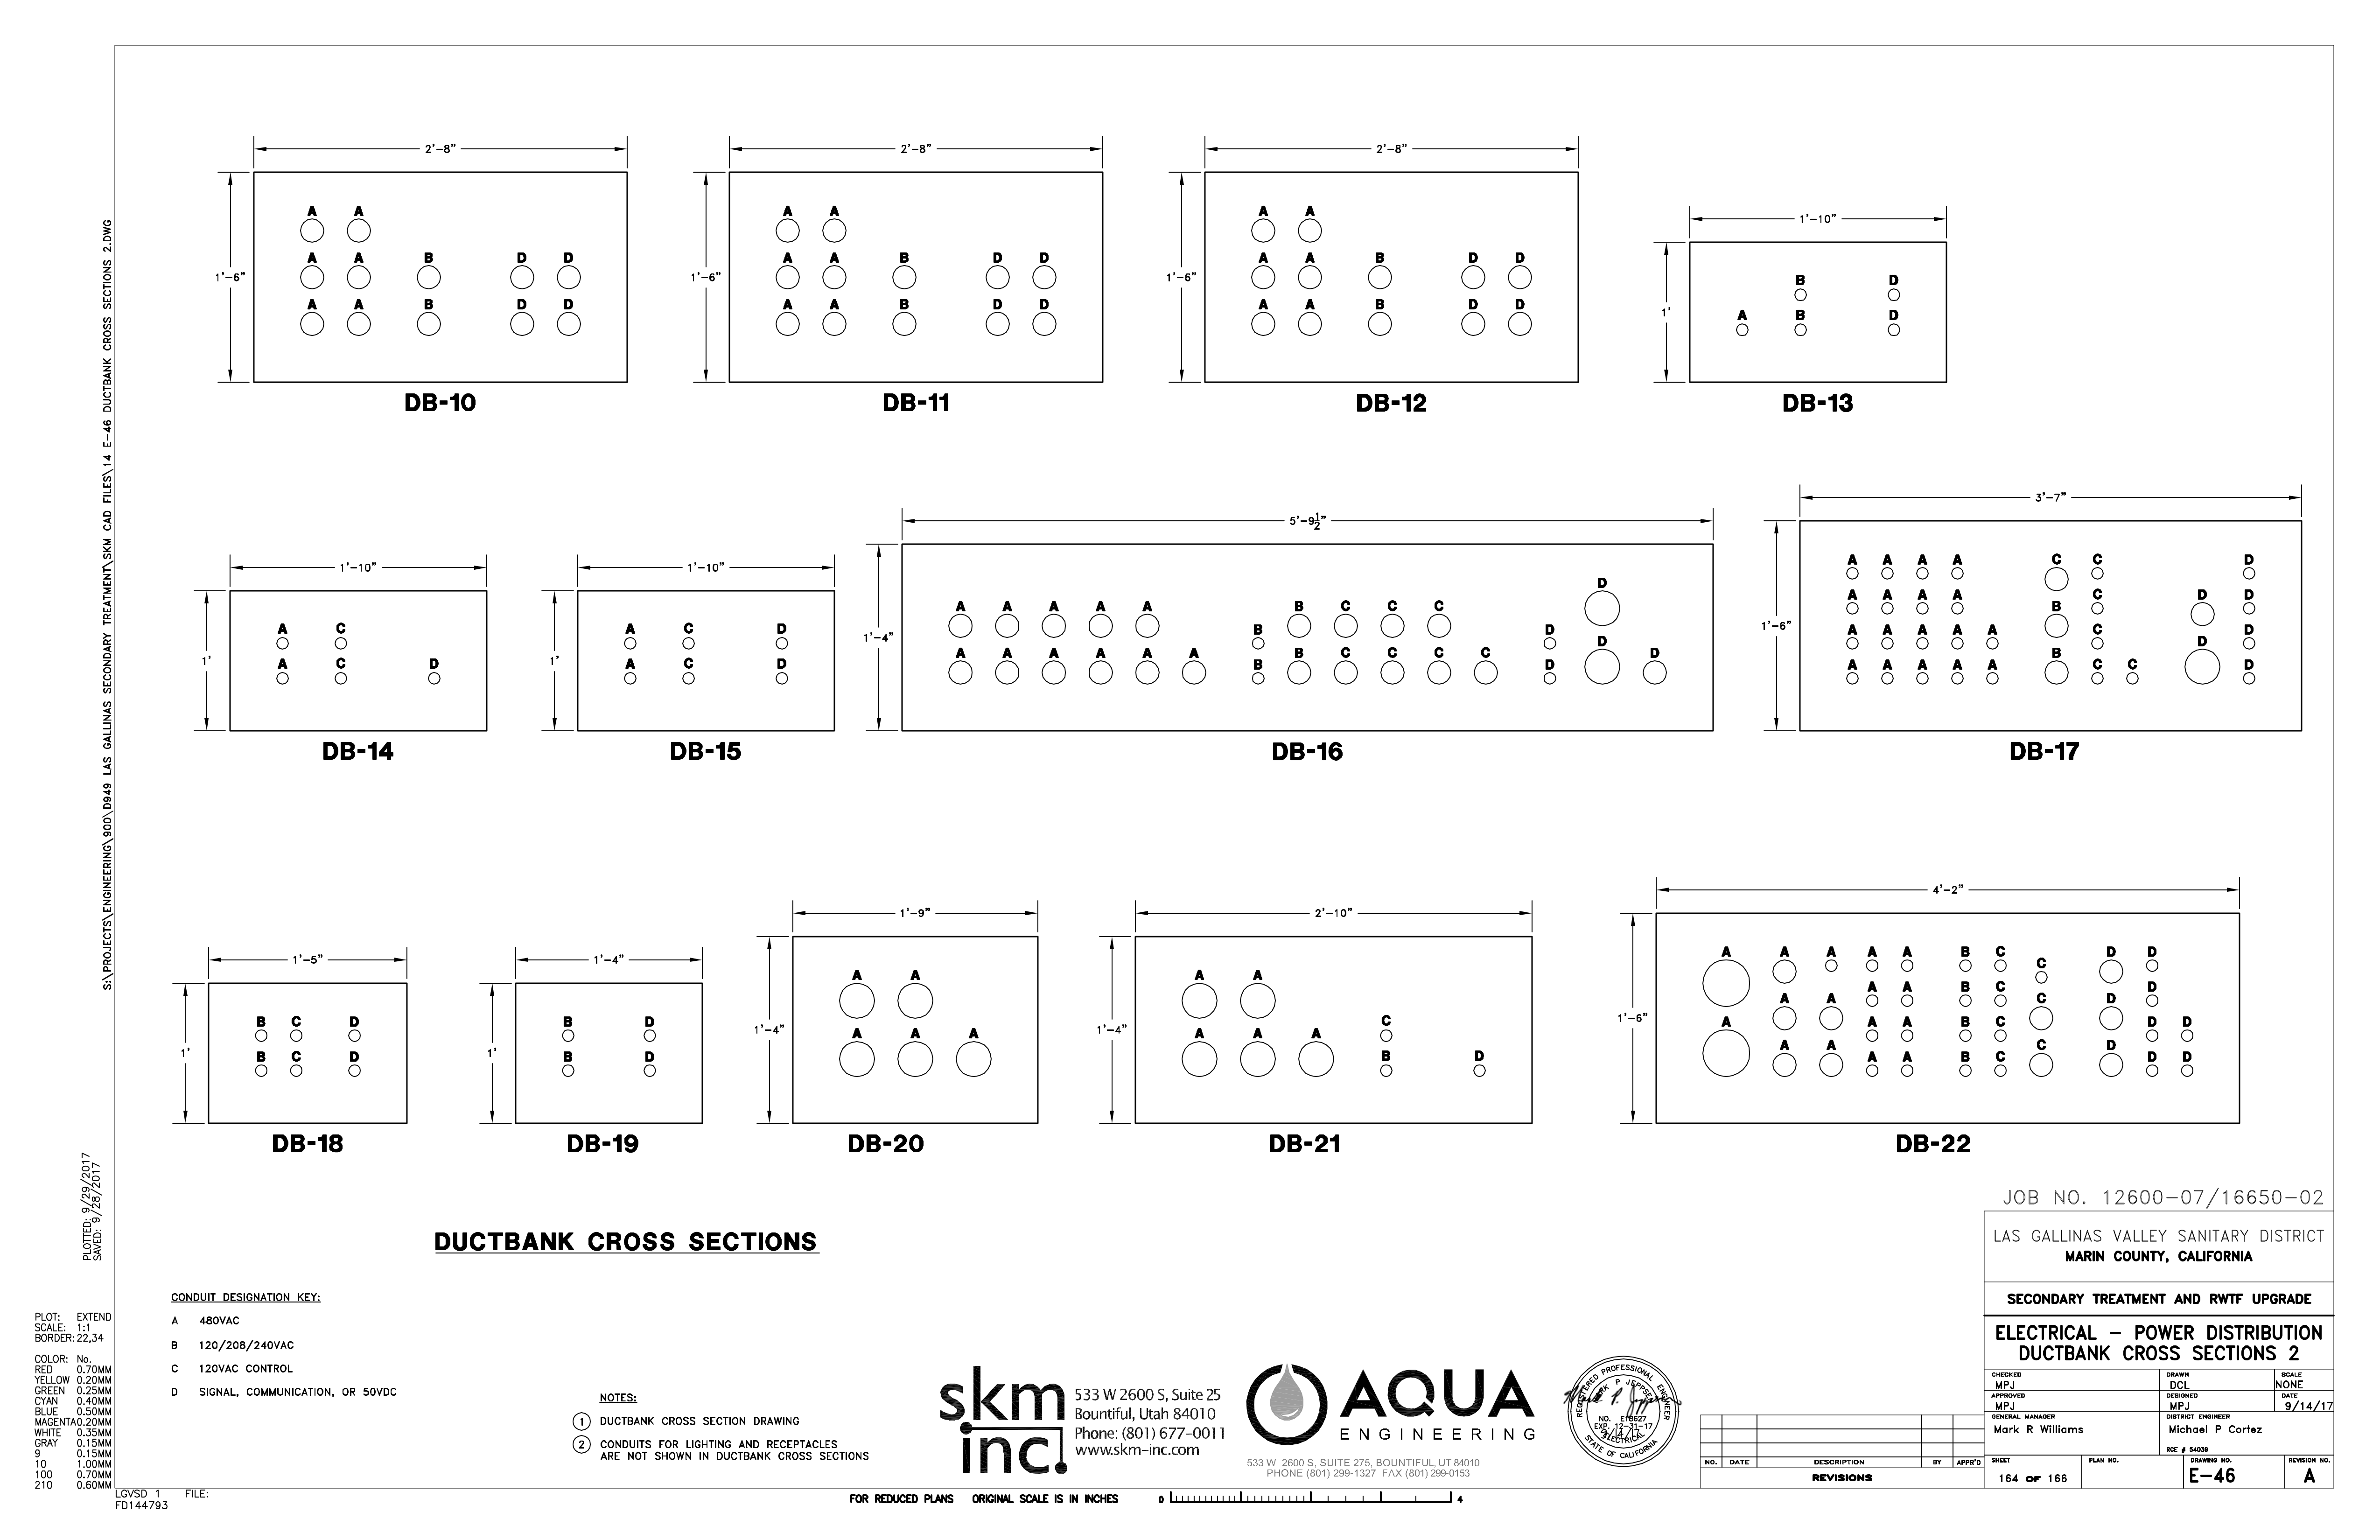 2'-8" 2'-8" 2'-8"
1'-10"
1'-6" 1'-6" 1'-6" 1'
A A A A A A
A A B D D A A B D D A A B D D B D
A A B D D A A B D D A A B D D A B D
DB-10 DB-11 DB-12 DB-13
3'-7"
5'-9½"
1'-10" 1'-10"
1' 1' 1'-4" 1'-6"
A C
A C D
DB-14
A C D
A C D
DB-15
D
A A A A A B C C C
B D D
A A A A A A B C C C C D
B D
DB-16
A A A A C C D
A A A A B C D D
A A A A A B C D D
A A A A A C C D
DB-17
4'-2"
1'-9" 2'-10"
1'-5" 1'-4"
1' 1' 1'-4" 1'-4" 1'-6"
B C D
B C D
DB-18
B D
B D
DB-19
A A
A A A
DB-20
A A
C
A A A
B D
DB-21
A A A A A B C D D
C
A A B C D
A A C D
A A A B C D D
A A C D
A A B C D D
DB-22
DUCTBANK CROSS SECTIONS
CONDUIT DESIGNATION KEY:
A 480VAC
B 120/208/240VAC
C 120VAC CONTROL
D SIGNAL, COMMUNICATION, OR 50VDC
NOTES:
1 DUCTBANK CROSS SECTION DRAWING
2 CONDUITS FOR LIGHTING AND RECEPTACLES
ARE NOT SHOWN IN DUCTBANK CROSS SECTIONS
skm
inc.
533 W 2600 S, Suite 25
Bountiful, Utah 84010
Phone: (801) 677-0011
www.skm-inc.com
AQUA
ENGINEERING
533 W 2600 S, SUITE 275, BOUNTIFUL, UT 84010
PHONE (801) 299-1327 FAX (801) 299-0153
REGISTERED PROFESSIONAL ENGINEER
MARK P JEPPSEN
NO. E18627
EXP. 12-31-17
9/14/17
ELECTRICAL
STATE OF CALIFORNIA
NO. DATE DESCRIPTION BY APPR'D
REVISIONS
JOB NO. 12600-07/16650-02
LAS GALLINAS VALLEY SANITARY DISTRICT
MARIN COUNTY, CALIFORNIA
SECONDARY TREATMENT AND RWTF UPGRADE
ELECTRICAL - POWER DISTRIBUTION
DUCTBANK CROSS SECTIONS 2
CHECKED DRAWN SCALE
MPJ DCL NONE
APPROVED DESIGNED DATE
MPJ MPJ 9/14/17
GENERAL MANAGER DISTRICT ENGINEER
Mark R Williams Michael P Cortez
RCE # 54039
SHEET PLAN NO. DRAWING NO. REVISION NO.
164 OF 166 E-46 A
FOR REDUCED PLANS ORIGINAL SCALE IS IN INCHES 0 4
S:\PROJECTS\ENGINEERING\900\D949 LAS GALLINAS SECONDARY TREATMENT\SKM CAD FILES\14 E-46 DUCTBANK CROSS SECTIONS 2.DWG
PLOTTED: 9/29/2017
SAVED: 9/28/2017
PLOT: EXTEND
SCALE: 1:1
BORDER: 22,34
COLOR: No.
RED 0.70MM
YELLOW 0.20MM
GREEN 0.25MM
CYAN 0.40MM
BLUE 0.50MM
MAGENTA 0.20MM
WHITE 0.35MM
GRAY 0.15MM
9 0.15MM
10 1.00MM
100 0.70MM
210 0.60MM
LGVSD 1 FILE:
FD144793